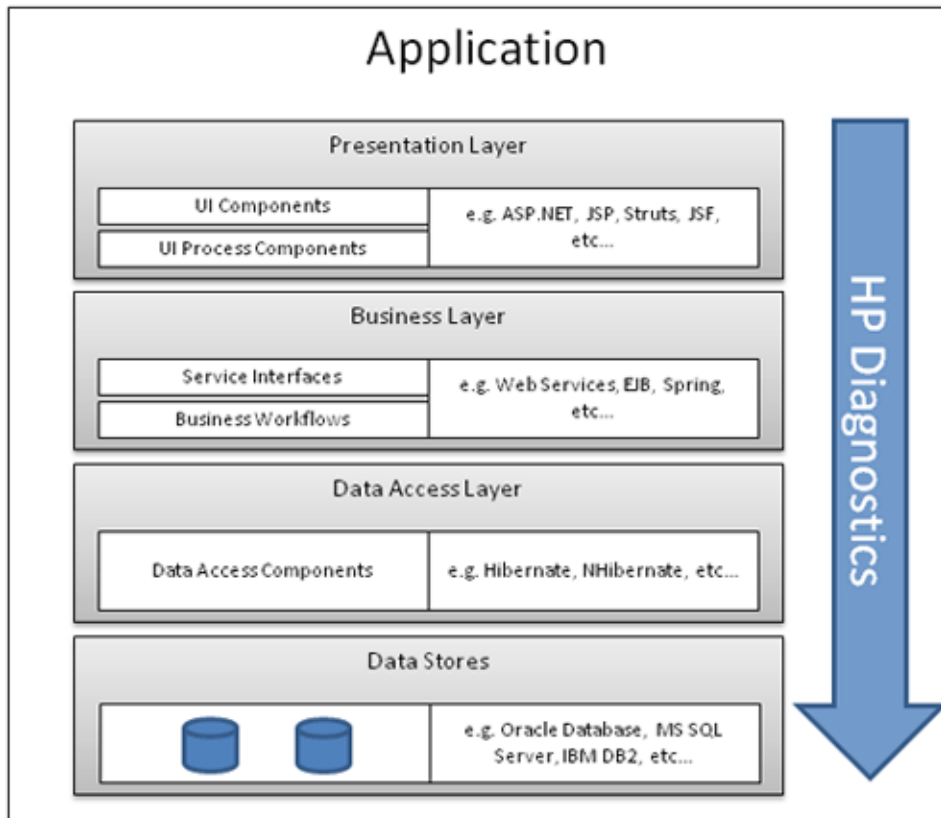 Application
Presentation Layer
UI Components
UI Process Components
e.g. ASP.NET, JSP, Struts, JSF,
etc...
Business Layer
Service Interfaces
Business Workflows
e.g. Web Services, EJB, Spring,
etc...
Data Access Layer
Data Access Components
e.g. Hibernate, NHibernate, etc...
Data Stores
e.g. Oracle Database, MS SQL
Server, IBM DB2, etc...
HP Diagnostics